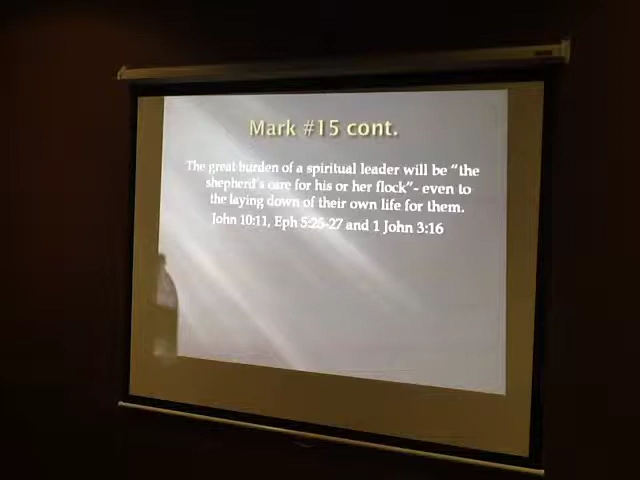 Mark #15 cont.
The great burden of a spiritual leader will be “the
shepherd's care for his or her flock”- even to
the laying down of their own life for them.
John 10:11, Eph 5:25-27 and 1 John 3:16